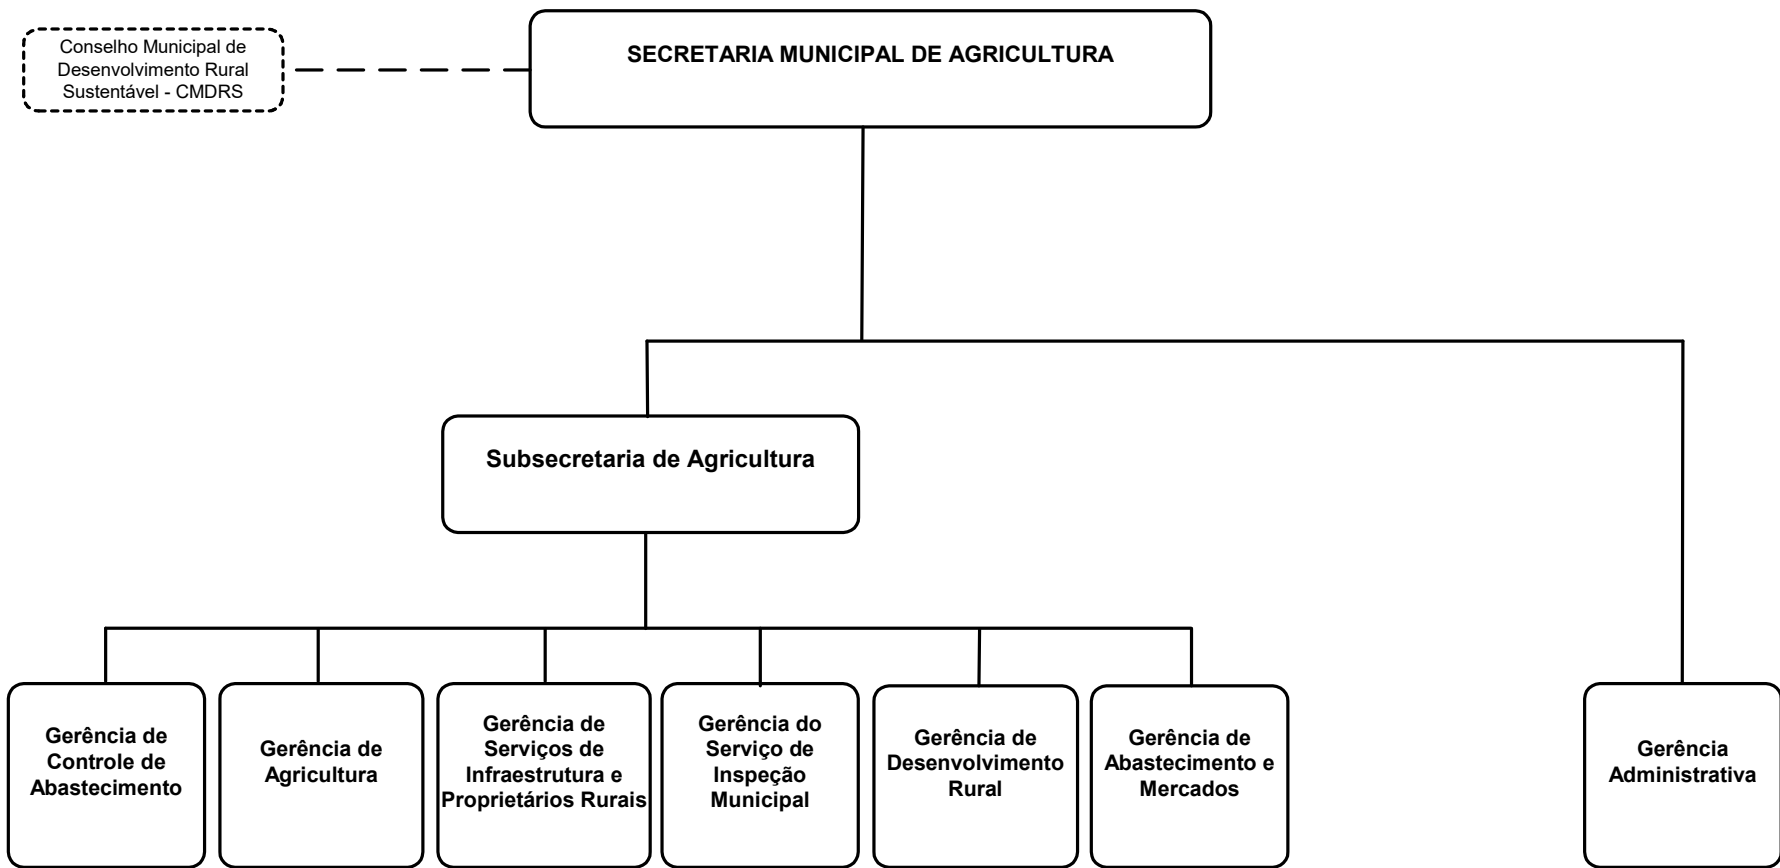 Conselho Municipal de
Desenvolvimento Rural
Sustentável - CMDRS
SECRETARIA MUNICIPAL DE AGRICULTURA
Subsecretaria de Agricultura
Gerência de
Controle de
Abastecimento
Gerência de
Agricultura
Gerência de
Serviços de
Infraestrutura e
Proprietários Rurais
Gerência do
Serviço de
Inspeção
Municipal
Gerência de
Desenvolvimento
Rural
Gerência de
Abastecimento e
Mercados
Gerência
Administrativa